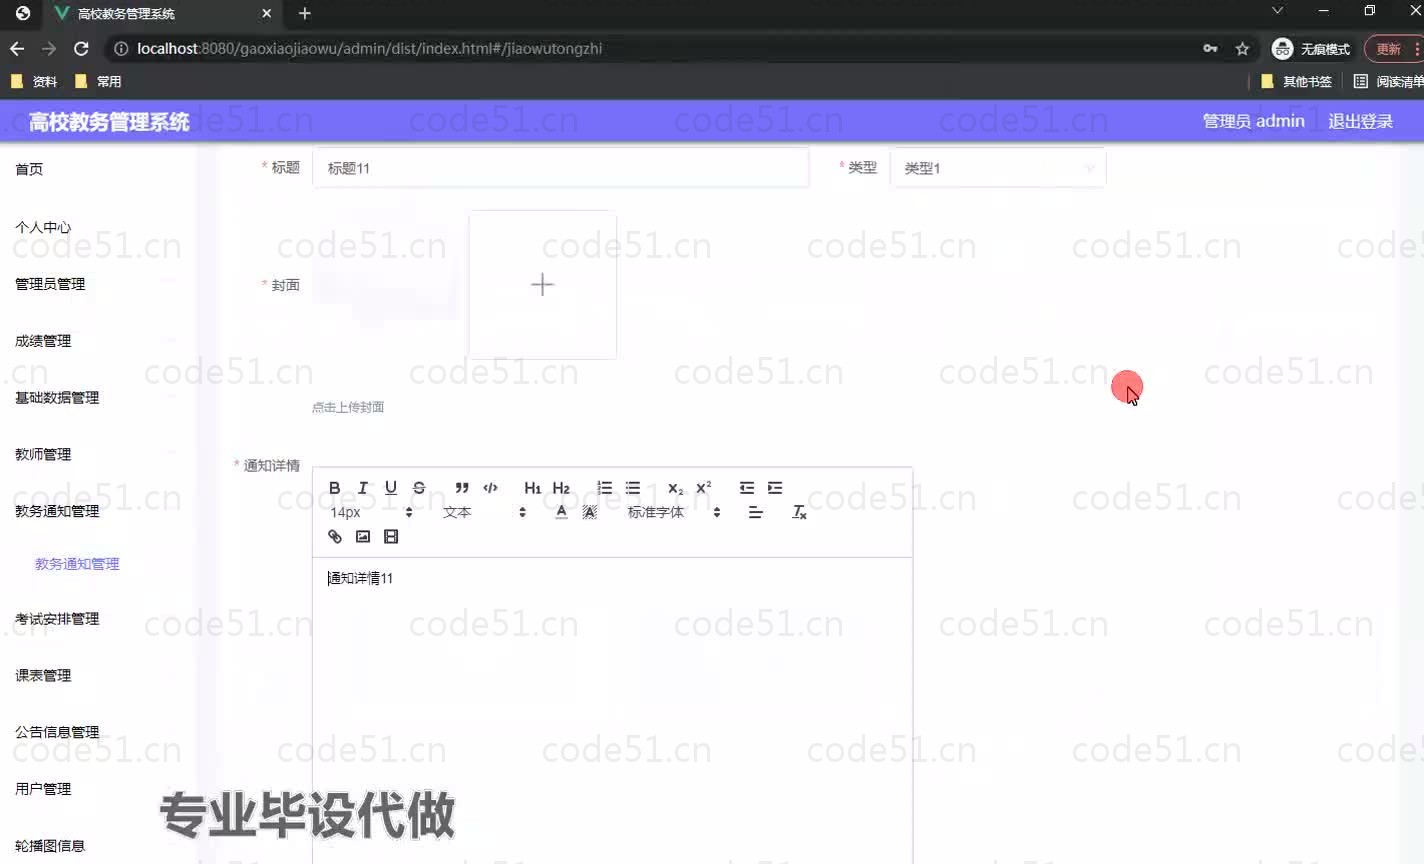 高校教务管理系统
localhost:8080/gaoxiaojiaowu/admin/dist/index.html#/jiaowutongzhi
无痕模式
更新
资料
常用
其他书签
阅读清单
高校教务管理系统
管理员 admin
退出登录
首页
个人中心
管理员管理
成绩管理
基础数据管理
教师管理
教务通知管理
教务通知管理
考试安排管理
课表管理
公告信息管理
用户管理
轮播图信息
* 标题
标题11
* 类型
类型1
* 封面
点击上传封面
* 通知详情
B I U S H1 H2 X2 X2
14px
文本
A A
标准字体
通知详情11
专业毕设代做
code51.cn